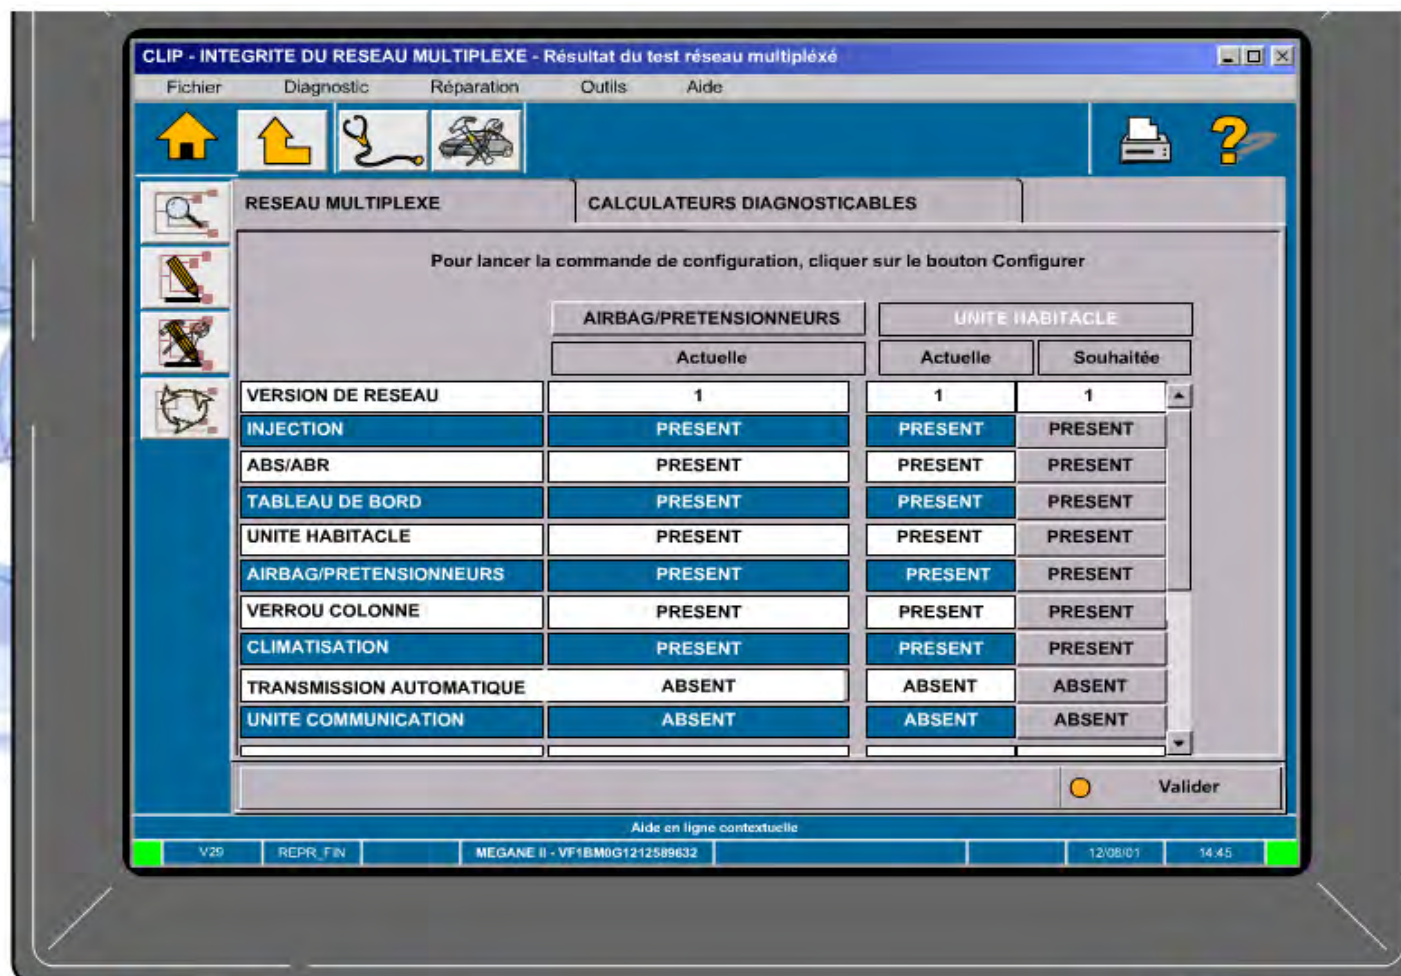 CLIP - INTEGRITE DU RESEAU MULTIPLEXE - Résultat du test réseau multipléxé
Fichier Diagnostic Réparation Outils Aide
RESEAU MULTIPLEXE CALCULATEURS DIAGNOSTICABLES
Pour lancer la commande de configuration, cliquer sur le bouton Configurer
AIRBAG/PRETENSIONNEURS UNITE HABITACLE
Actuelle Actuelle Souhaitée
VERSION DE RESEAU 1 1 1
INJECTION PRESENT PRESENT PRESENT
ABS/ABR PRESENT PRESENT PRESENT
TABLEAU DE BORD PRESENT PRESENT PRESENT
UNITE HABITACLE PRESENT PRESENT PRESENT
AIRBAG/PRETENSIONNEURS PRESENT PRESENT PRESENT
VERROU COLONNE PRESENT PRESENT PRESENT
CLIMATISATION PRESENT PRESENT PRESENT
TRANSMISSION AUTOMATIQUE ABSENT ABSENT ABSENT
UNITE COMMUNICATION ABSENT ABSENT ABSENT
Valider
Aide en ligne contextuelle
V29 REPR_FIN MEGANE II - VF1BM0G1212589632 12/08/01 14:45